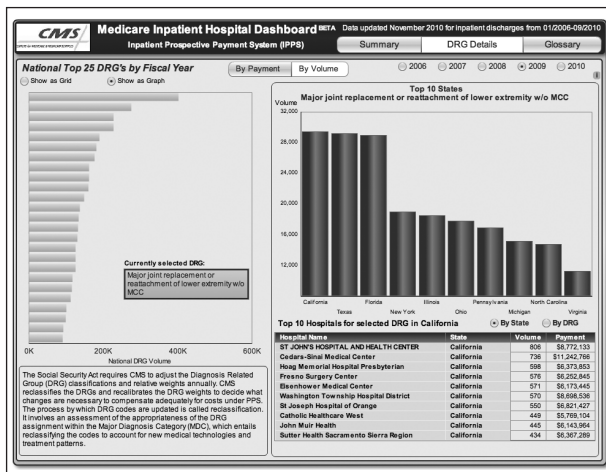 CMS
Medicare Inpatient Hospital Dashboard BETA
Data updated November 2010 for inpatient discharges from 01/2006-09/2010
Inpatient Prospective Payment System (IPPS)
Summary
DRG Details
Glossary
National Top 25 DRG's by Fiscal Year
By Payment
By Volume
2006
2007
2008
2009
2010
Show as Grid
Show as Graph
Currently selected DRG:
Major joint replacement or
reattachment of lower extremity w/o
MCC
0K
200K
400K
600K
National DRG Volume
The Social Security Act requires CMS to adjust the Diagnosis Related
Group (DRG) classifications and relative weights annually. CMS
reclassifies the DRGs and recalibrates the DRG weights to decide what
changes are necessary to compensate adequately for costs under PPS.
The process by which DRG codes are updated is called reclassification.
It involves an assessment of the appropriateness of the DRG
assignment within the Major Diagnosis Category (MDC), which entails
reclassifying the codes to account for new medical technologies and
treatment patterns.
Top 10 States
Major joint replacement or reattachment of lower extremity w/o MCC
Volume
32,000
28,000
24,000
20,000
16,000
12,000
California
Texas
Florida
New York
Illinois
Ohio
Pennsylvania
Michigan
North Carolina
Virginia
Top 10 Hospitals for selected DRG in California
By State
By DRG
Hospital Name State Volume Payment
ST JOHN'S HOSPITAL AND HEALTH CENTER California 806 $8,772,133
Cedars-Sinai Medical Center California 736 $11,242,766
Hoag Memorial Hospital Presbyterian California 598 $6,373,853
Fresno Surgery Center California 576 $6,252,845
Eisenhower Medical Center California 571 $6,173,445
Washington Township Hospital District California 570 $8,698,536
St Joseph Hospital of Orange California 550 $6,821,427
Catholic Healthcare West California 449 $5,769,104
John Muir Health California 445 $6,143,964
Sutter Health Sacramento Sierra Region California 434 $6,367,289